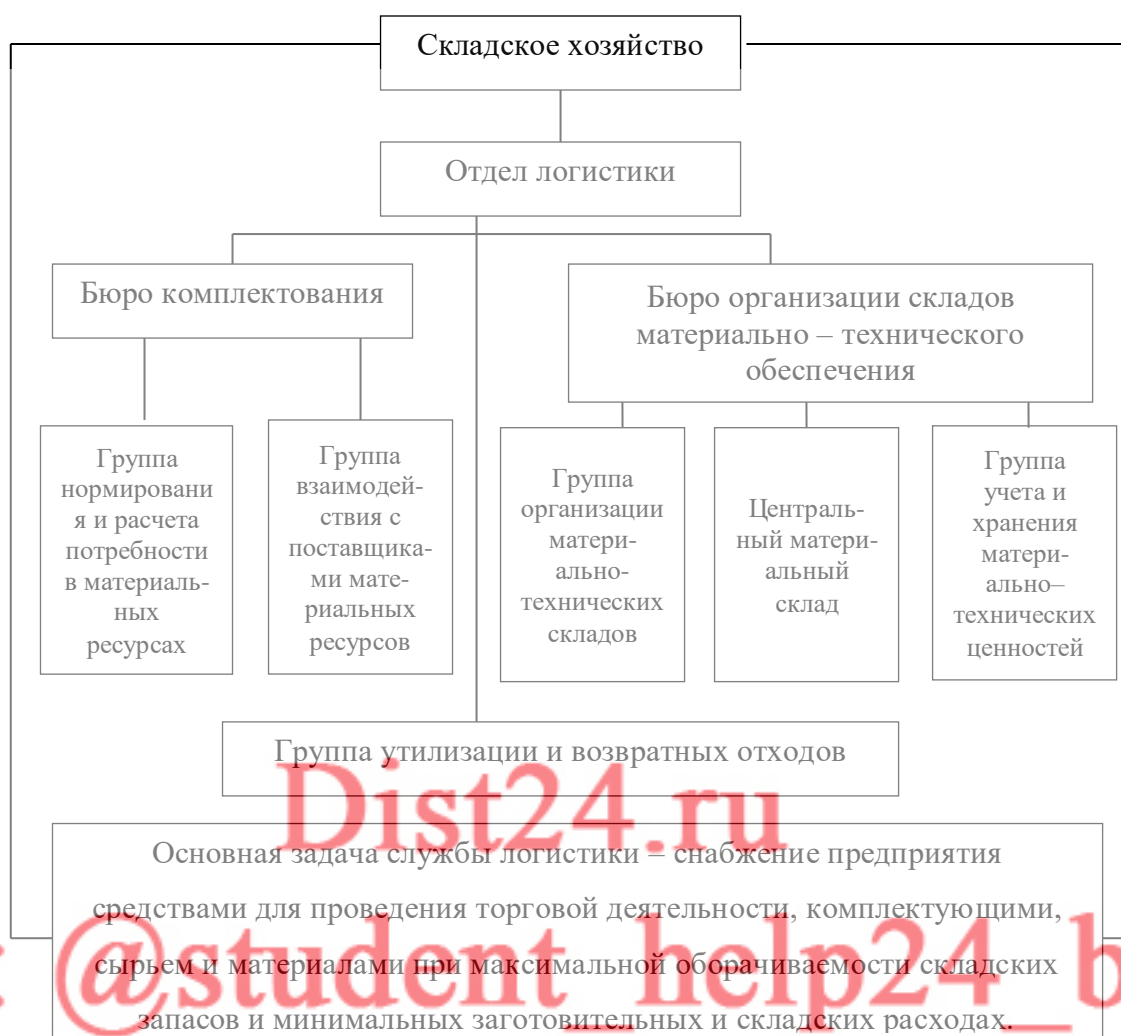 Складское хозяйство
Отдел логистики
Бюро комплектования
Бюро организации складов
материально – технического
обеспечения
Группа
нормировани
я и расчета
потребности
в материаль-
ных
ресурсах
Группа
взаимодей-
ствия с
поставщика-
ми мате-
риальных
ресурсов
Группа
организации
матери-
ально-
технических
складов
Централь-
ный матери-
альный
склад
Группа
учета и
хранения
матери-
ально–
технических
ценностей
Группа утилизации и возвратных отходов
Dist24.ru
Основная задача службы логистики – снабжение предприятия
средствами для проведения торговой деятельности, комплектующими,
: @student_help24_b
сырьем и материалами при максимальной оборачиваемости складских
запасов и минимальных заготовительных и складских расходах.